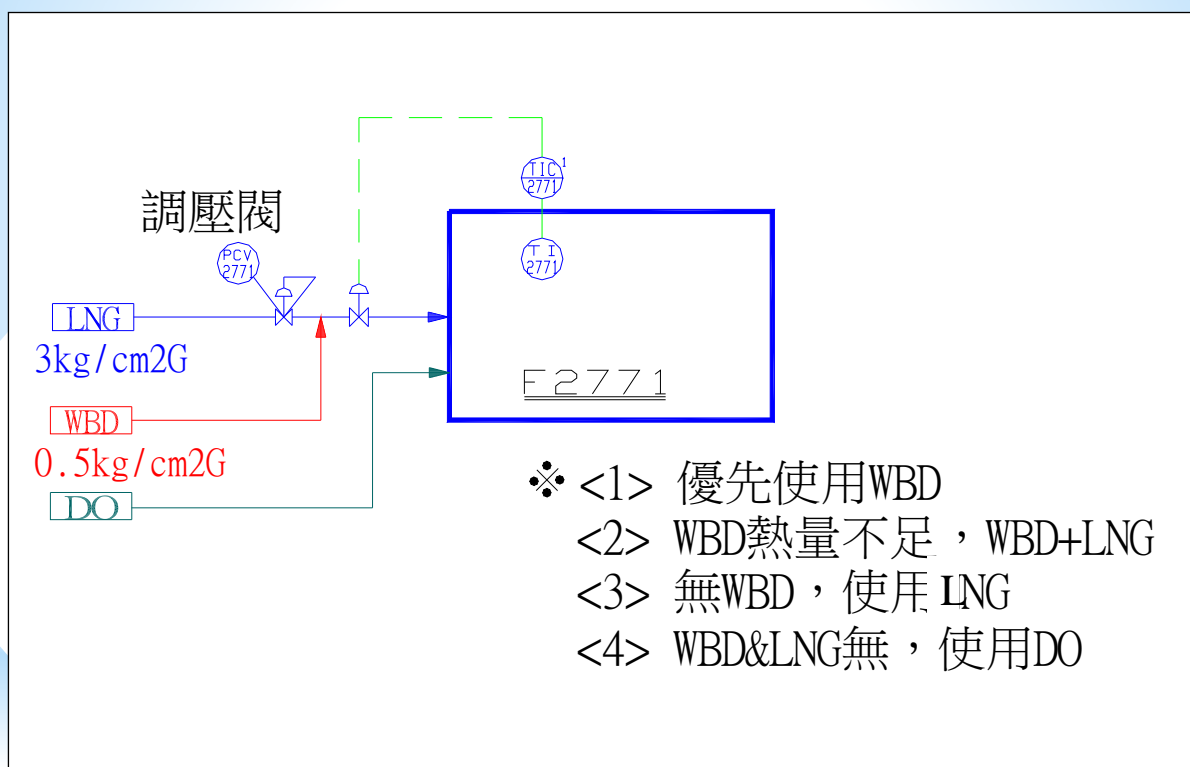 TIC 1
2771
調壓閥
PCV
2771
T I
2771
LNG
3kg/cm2G
F2771
WBD
0.5kg/cm2G
DO
※ <1> 優先使用WBD
<2> WBD熱量不足，WBD+LNG
<3> 無WBD，使用LNG
<4> WBD&LNG無，使用DO